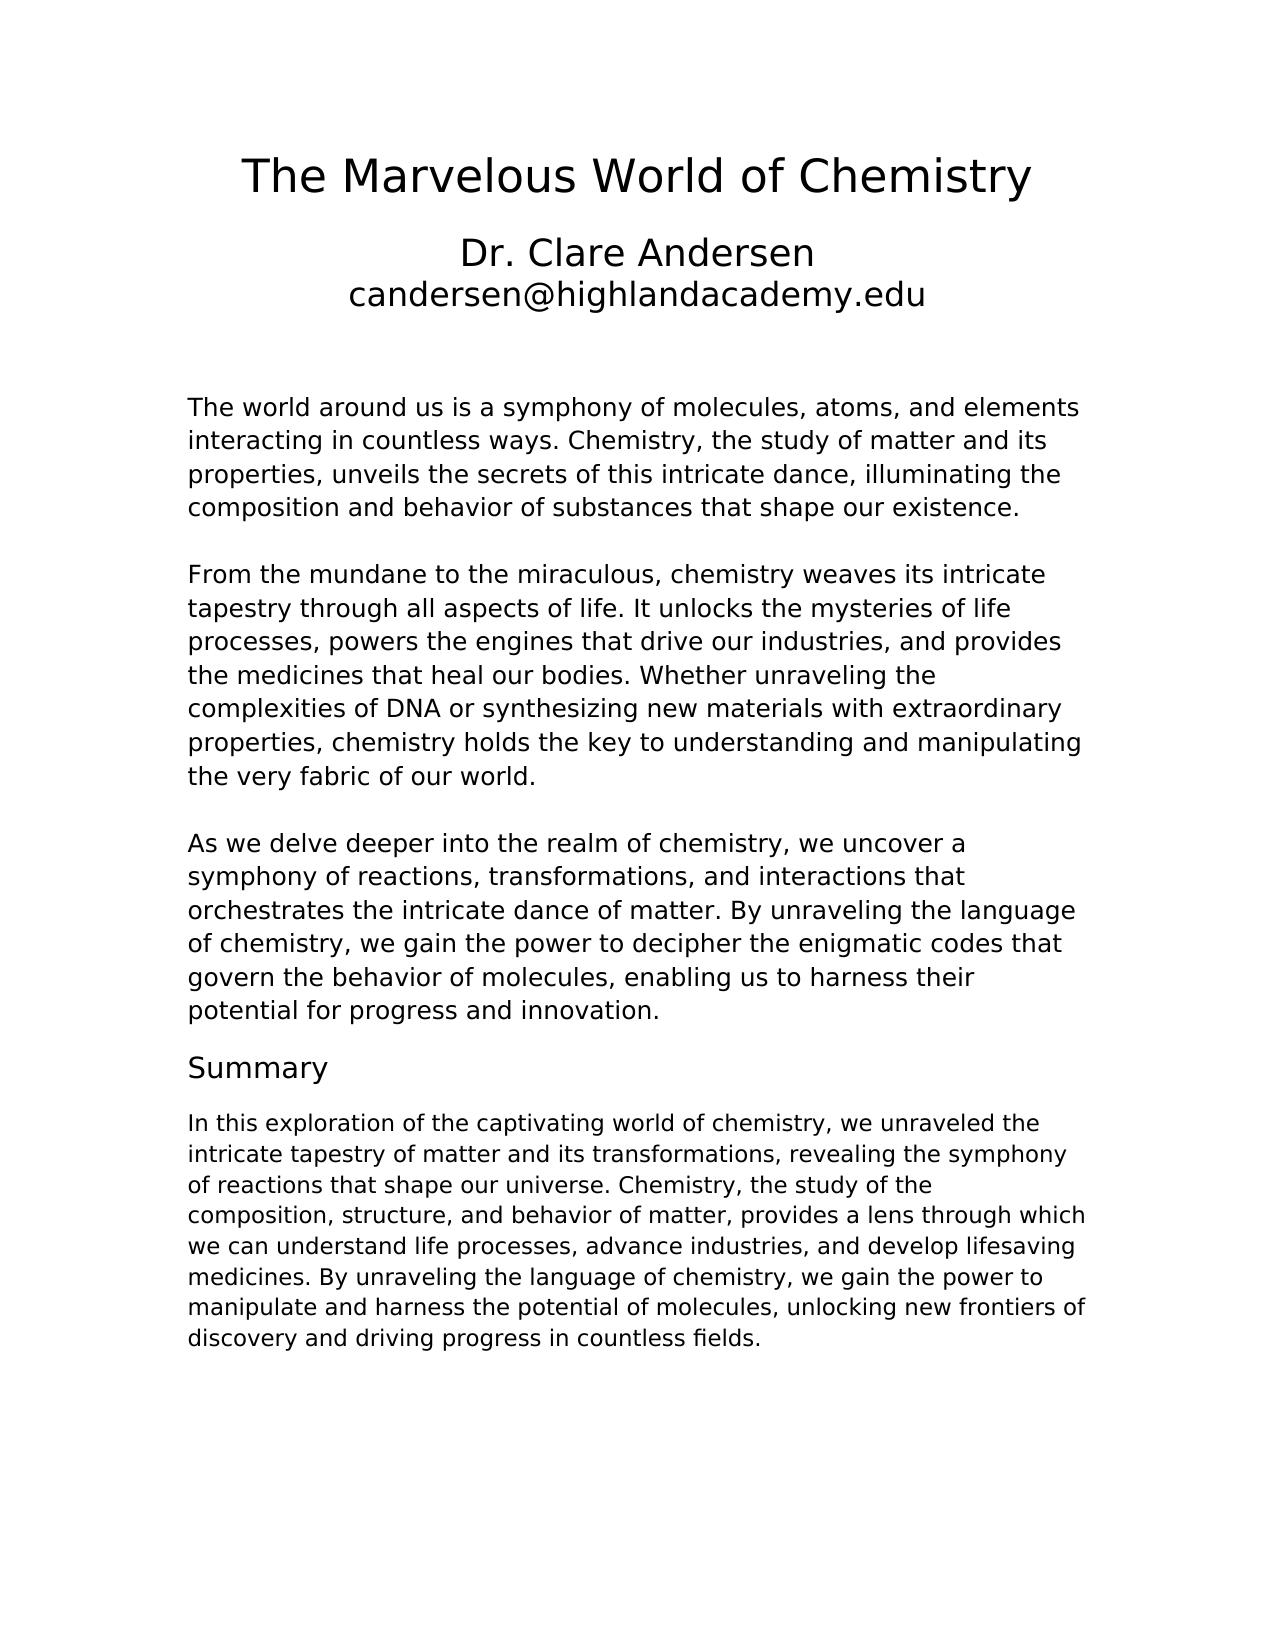 The Marvelous World of Chemistry
Dr. Clare Andersen
candersen@highlandacademy.edu
The world around us is a symphony of molecules, atoms, and elements
interacting in countless ways. Chemistry, the study of matter and its
properties, unveils the secrets of this intricate dance, illuminating the
composition and behavior of substances that shape our existence.
From the mundane to the miraculous, chemistry weaves its intricate
tapestry through all aspects of life. It unlocks the mysteries of life
processes, powers the engines that drive our industries, and provides
the medicines that heal our bodies. Whether unraveling the
complexities of DNA or synthesizing new materials with extraordinary
properties, chemistry holds the key to understanding and manipulating
the very fabric of our world.
As we delve deeper into the realm of chemistry, we uncover a
symphony of reactions, transformations, and interactions that
orchestrates the intricate dance of matter. By unraveling the language
of chemistry, we gain the power to decipher the enigmatic codes that
govern the behavior of molecules, enabling us to harness their
potential for progress and innovation.
Summary
In this exploration of the captivating world of chemistry, we unraveled the
intricate tapestry of matter and its transformations, revealing the symphony
of reactions that shape our universe. Chemistry, the study of the
composition, structure, and behavior of matter, provides a lens through which
we can understand life processes, advance industries, and develop lifesaving
medicines. By unraveling the language of chemistry, we gain the power to
manipulate and harness the potential of molecules, unlocking new frontiers of
discovery and driving progress in countless fields.